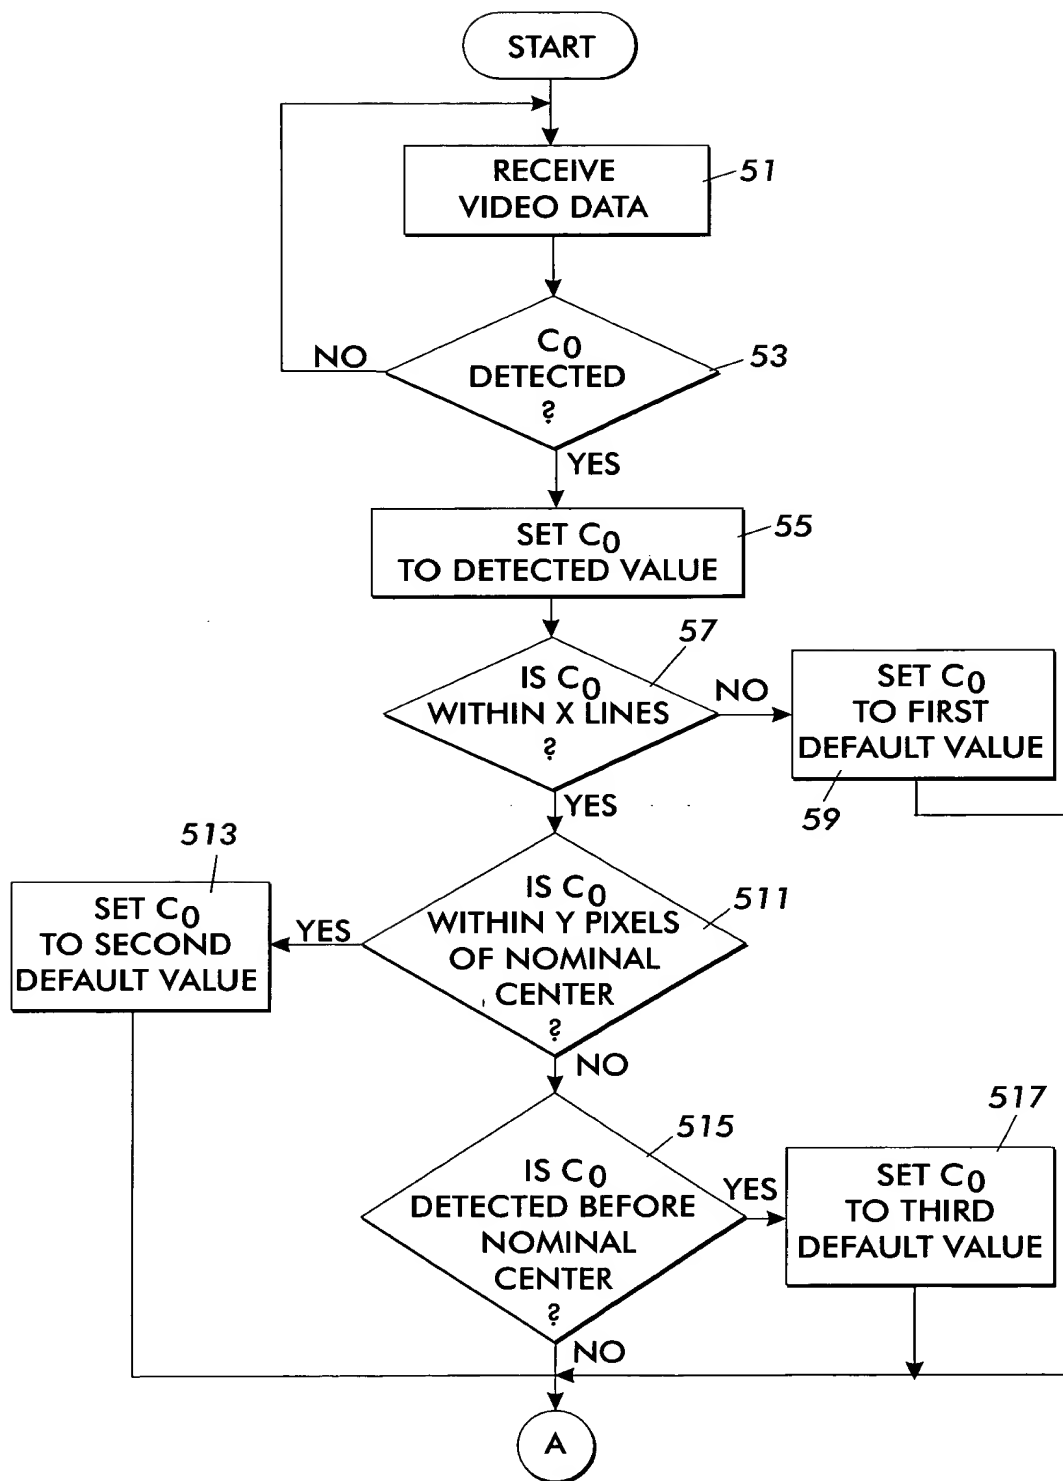 START
RECEIVE
VIDEO DATA
51
C0
DETECTED
?
53
NO
YES
SET C0
TO DETECTED VALUE
55
IS C0
WITHIN X LINES
?
57
NO
SET C0
TO FIRST
DEFAULT VALUE
59
YES
IS C0
WITHIN Y PIXELS
OF NOMINAL
CENTER
?
511
YES
513
SET C0
TO SECOND
DEFAULT VALUE
NO
IS C0
DETECTED BEFORE
NOMINAL
CENTER
?
515
YES
517
SET C0
TO THIRD
DEFAULT VALUE
NO
A